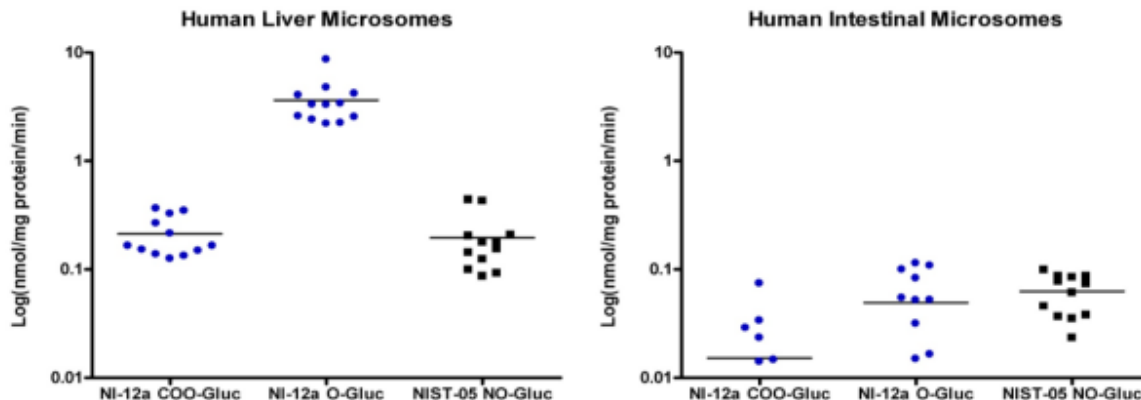 Human Liver Microsomes
Log(nmol/mg protein/min)
10
1
0.1
0.01
NI-12a COO-Gluc NI-12a O-Gluc NIST-05 NO-Gluc
Human Intestinal Microsomes
Log(nmol/mg protein/min)
10
1
0.1
0.01
NI-12a COO-Gluc NI-12a O-Gluc NIST-05 NO-Gluc